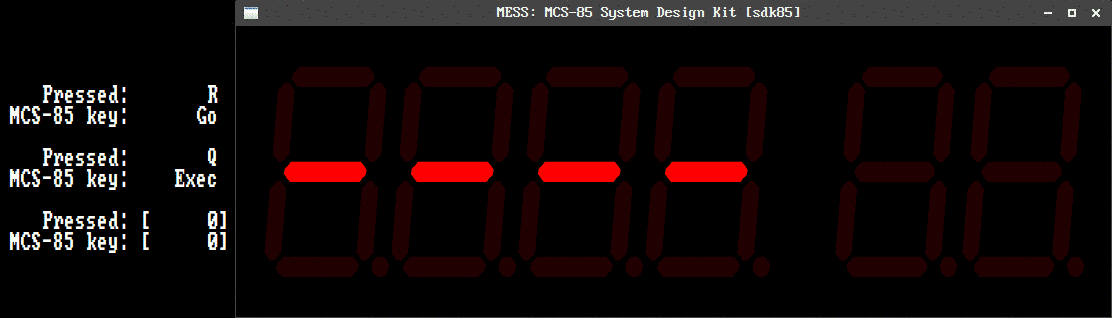 MESS: MCS-85 System Design Kit [sdk85]
Pressed: R
MCS-85 key: Go
Pressed: Q
MCS-85 key: Exec
Pressed: [ 0]
MCS-85 key: [ 0]
- - - -